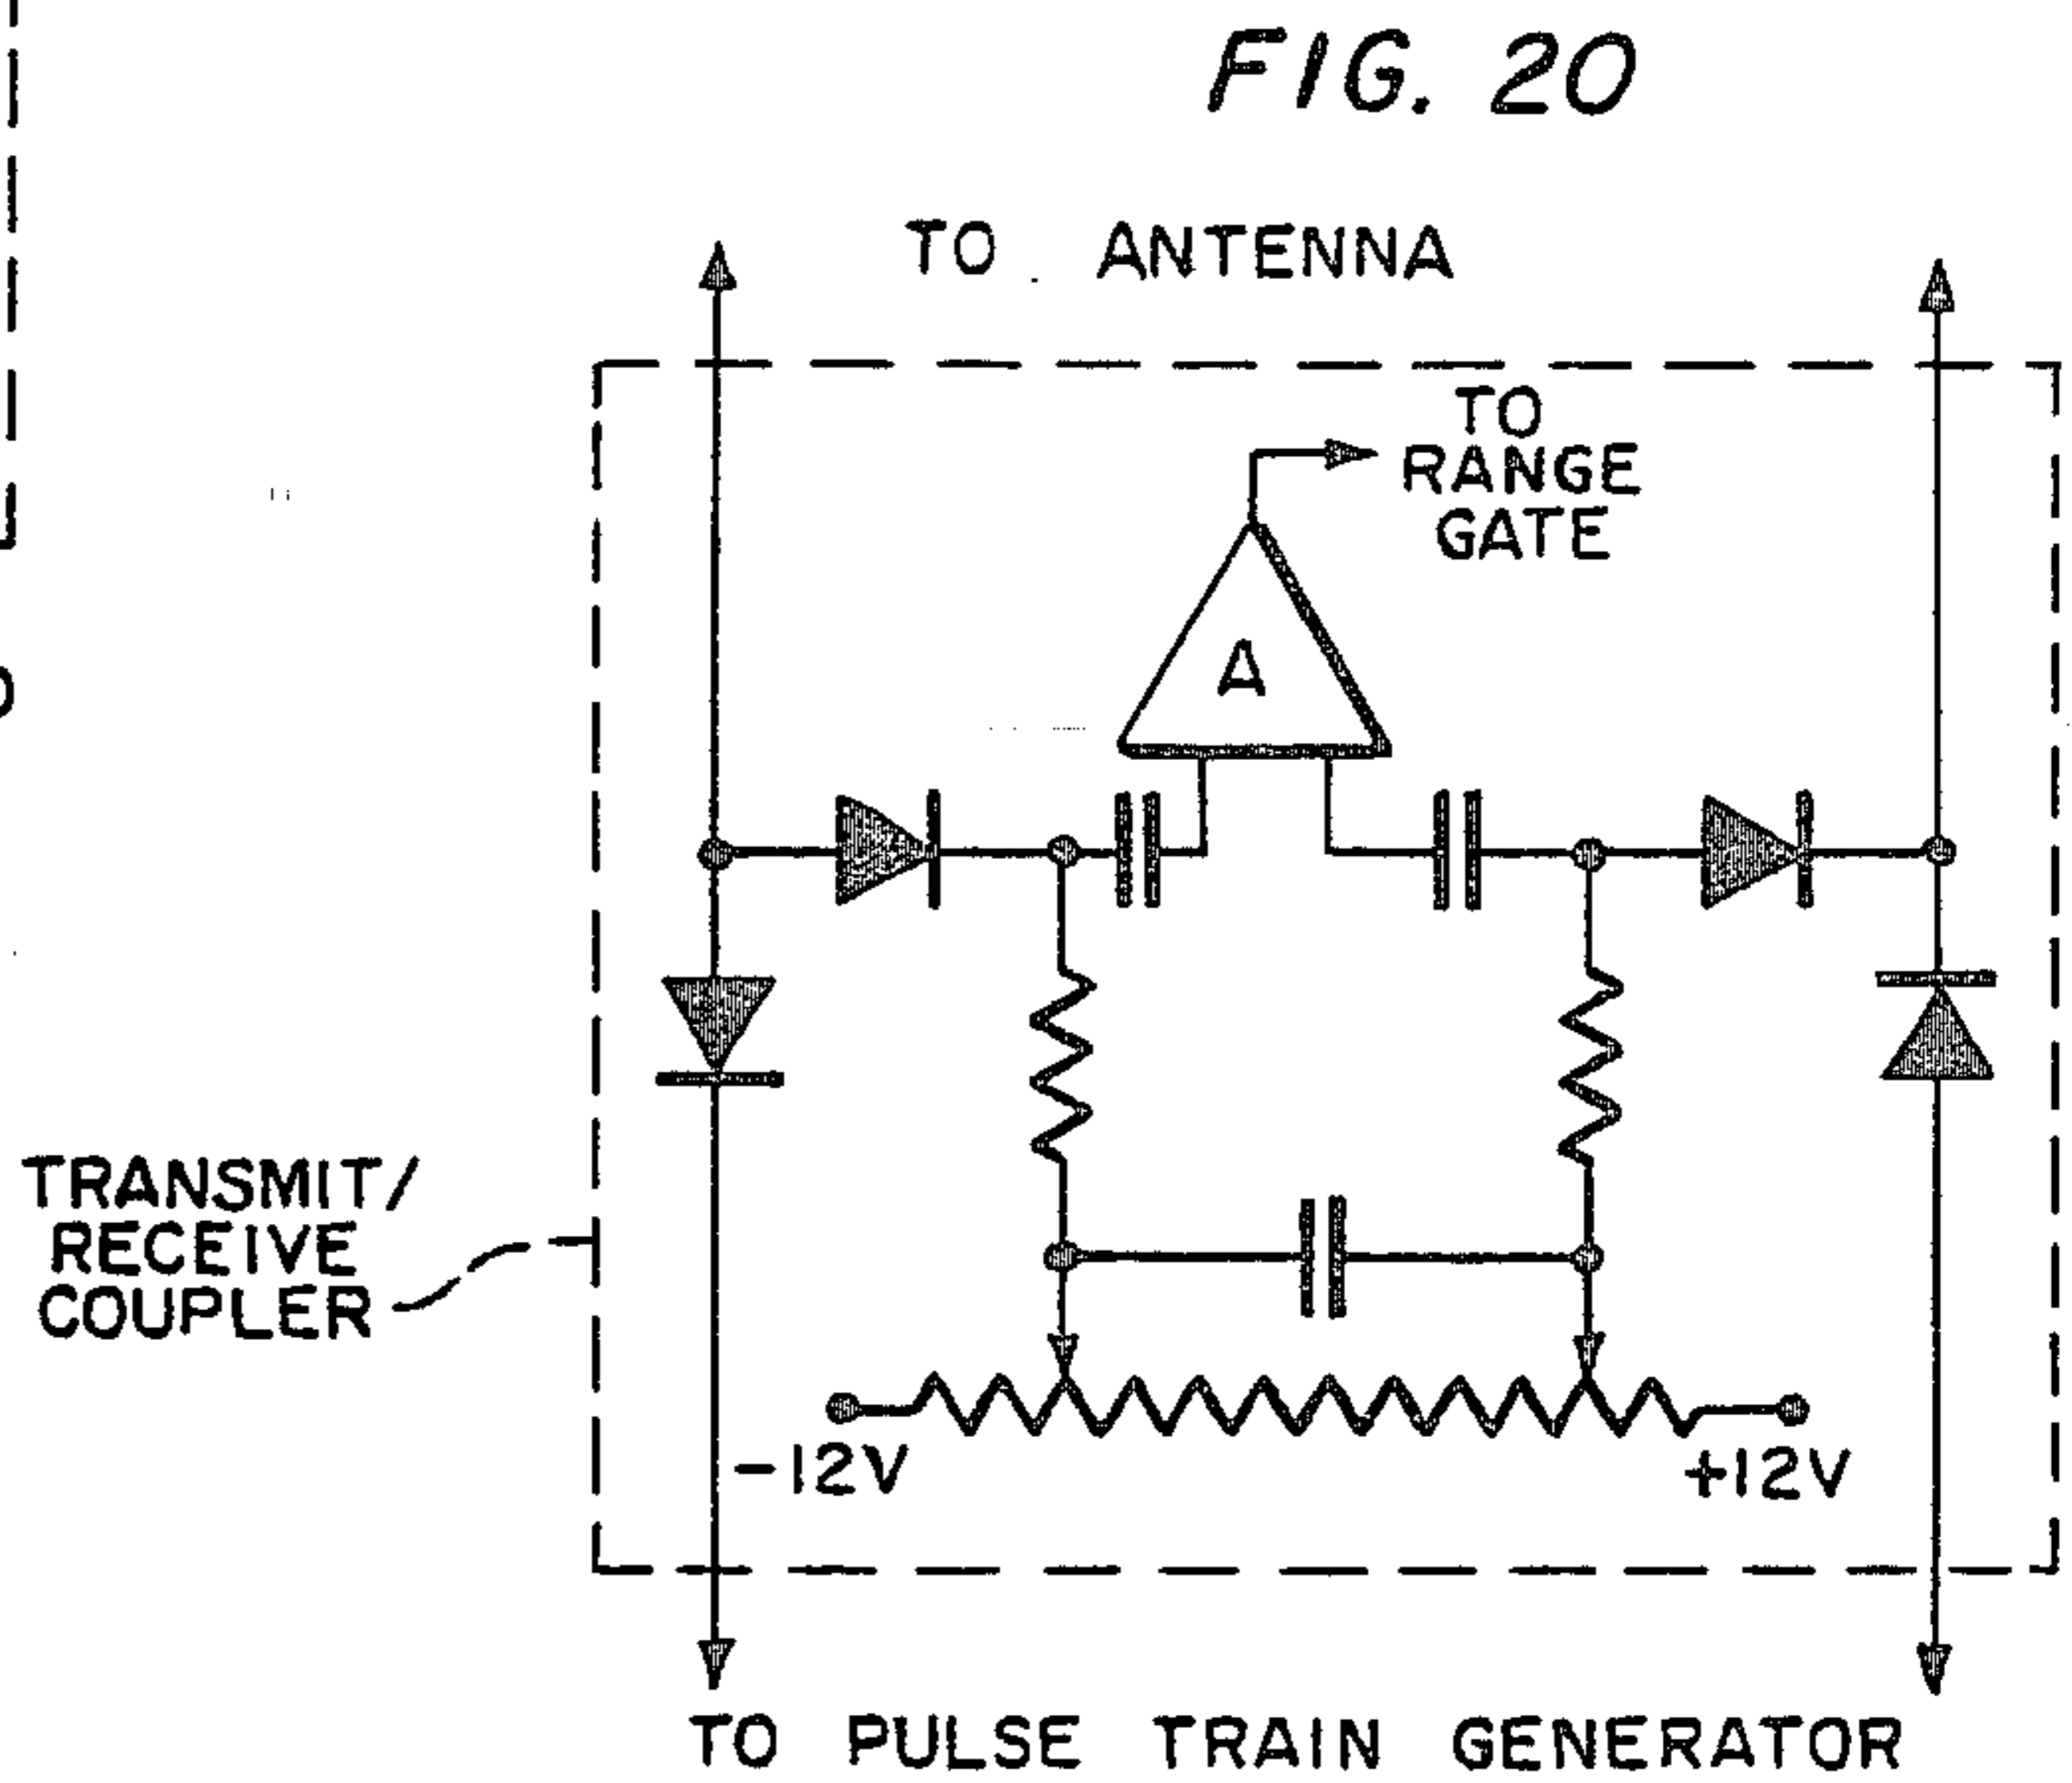 FIG. 20
TO ANTENNA
TO
RANGE
GATE
A
TRANSMIT/
RECEIVE
COUPLER
-12V
+12V
TO PULSE TRAIN GENERATOR